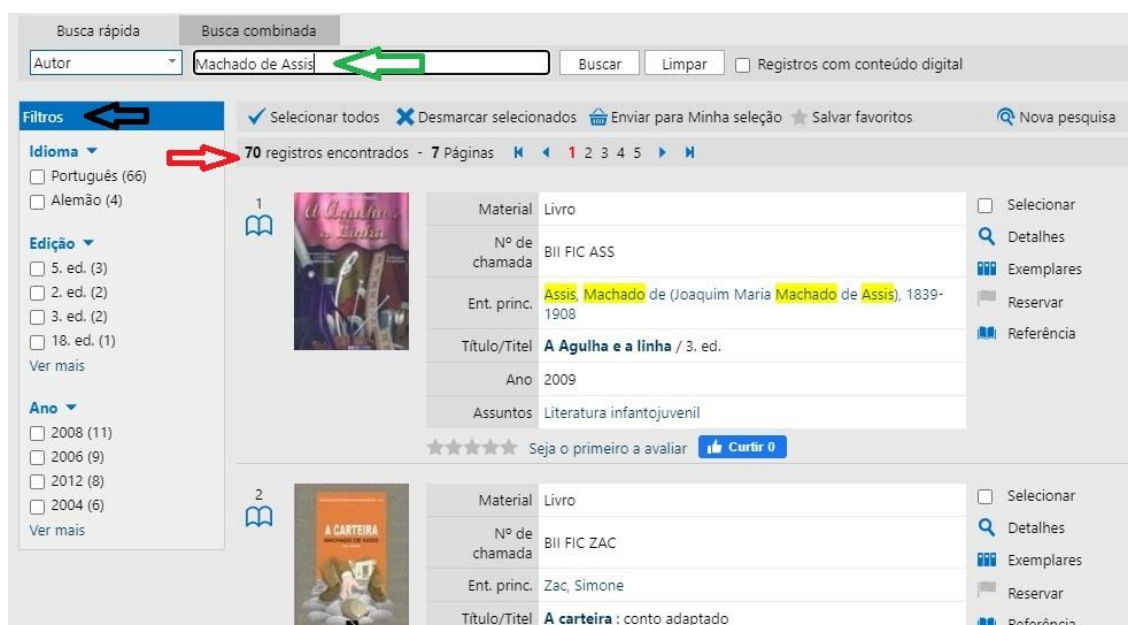 Busca rápida Busca combinada
Autor Machado de Assis Buscar Limpar Registros com conteúdo digital
Filtros
Idioma
Português (66)
Alemão (4)
Edição
5. ed. (3)
2. ed. (2)
3. ed. (2)
18. ed. (1)
Ver mais
Ano
2008 (11)
2006 (9)
2012 (8)
2004 (6)
Ver mais
Selecionar todos Desmarcar selecionados Enviar para Minha seleção Salvar favoritos Nova pesquisa
70 registros encontrados - 7 Páginas 1 2 3 4 5
1
A Agulha e
a Linha
Material Livro
Nº de
chamada
BII FIC ASS
Ent. princ. Assis, Machado de (Joaquim Maria Machado de Assis), 1839-
1908
Título/Titel A Agulha e a linha / 3. ed.
Ano 2009
Assuntos Literatura infantojuvenil
Seja o primeiro a avaliar Curtir 0
Selecionar
Detalhes
Exemplares
Reservar
Referência
2
A CARTEIRA
MACHADO DE ASSIS
Material Livro
Nº de
chamada
BII FIC ZAC
Ent. princ. Zac, Simone
Título/Titel A carteira : conto adaptado
Selecionar
Detalhes
Exemplares
Reservar
Referência